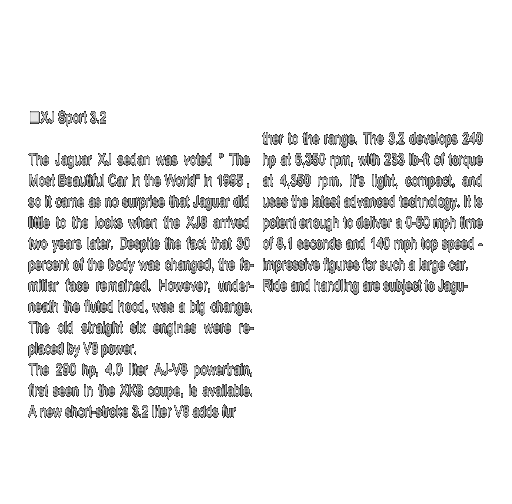 XJ Sport 3.2
The Jaguar XJ sedan was voted " The
Most Beautiful Car in the World" in 1995 ,
so it came as no surprise that Jaguar did
little to the looks when the XJ8 arrived
two years later. Despite the fact that 30
percent of the body was changed, the fa-
miliar face remained. However, under-
neath the fluted hood, was a big change.
The old straight six engines were re-
placed by V8 power.
The 290 hp, 4.0 liter AJ-V8 powertrain,
first seen in the XK8 coupe, is available.
A new short-stroke 3.2 liter V8 adds fur
ther to the range. The 3.2 develops 240
hp at 6,350 rpm, with 233 lb-ft of torque
at 4,350 rpm. It's light, compact, and
uses the latest advanced technology. It is
potent enough to deliver a 0-60 mph time
of 8.1 seconds and 140 mph top speed -
impressive figures for such a large car.
Ride and handling are subject to Jagu-